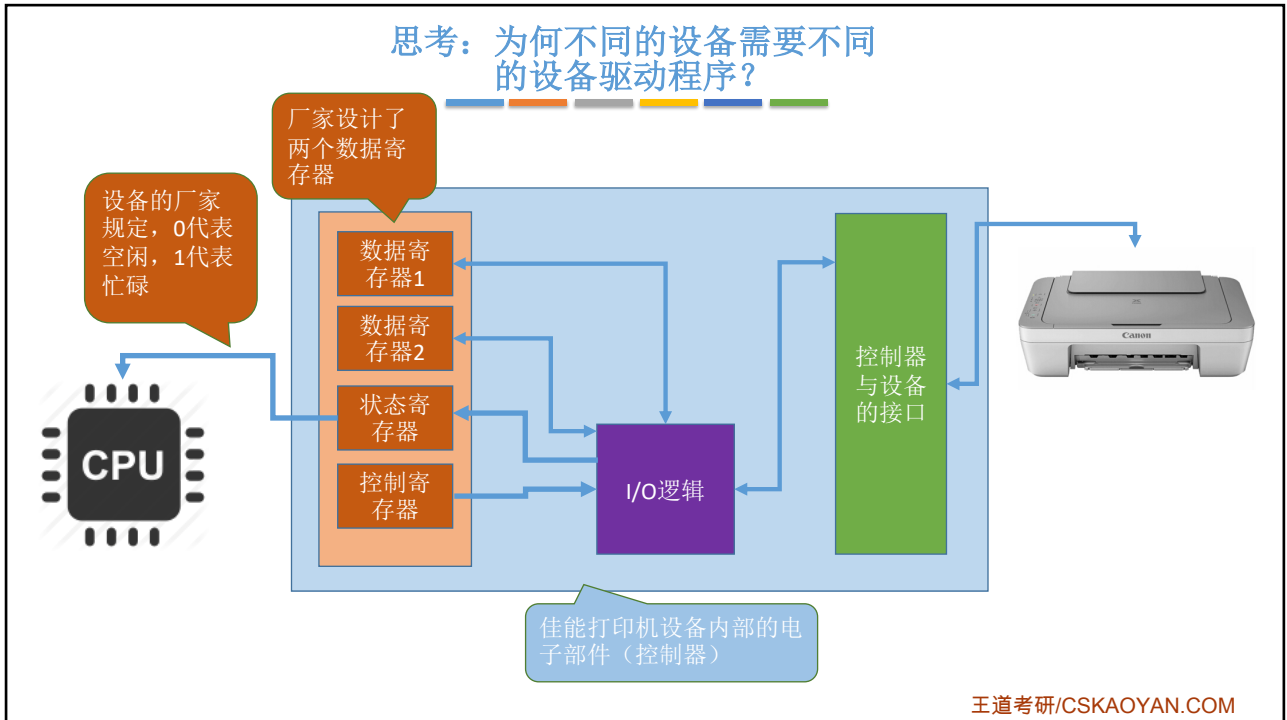 思考：为何不同的设备需要不同
的设备驱动程序？
厂家设计了
两个数据寄
存器
设备的厂家
规定，0代表
空闲，1代表
忙碌
数据寄
存器1
数据寄
存器2
状态寄
存器
控制寄
存器
CPU
I/O逻辑
控制器
与设备
的接口
Canon
佳能打印机设备内部的电
子部件（控制器）
王道考研/CSKAOYAN.COM